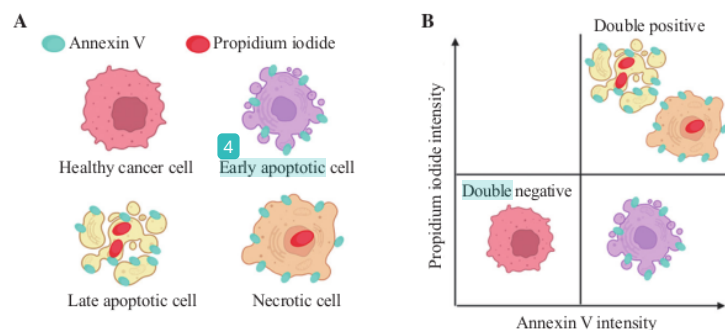 A
Annexin V
Propidium iodide
Healthy cancer cell
4
Early apoptotic cell
Late apoptotic cell
Necrotic cell
B
Double positive
Propidium iodide intensity
Double negative
Annexin V intensity